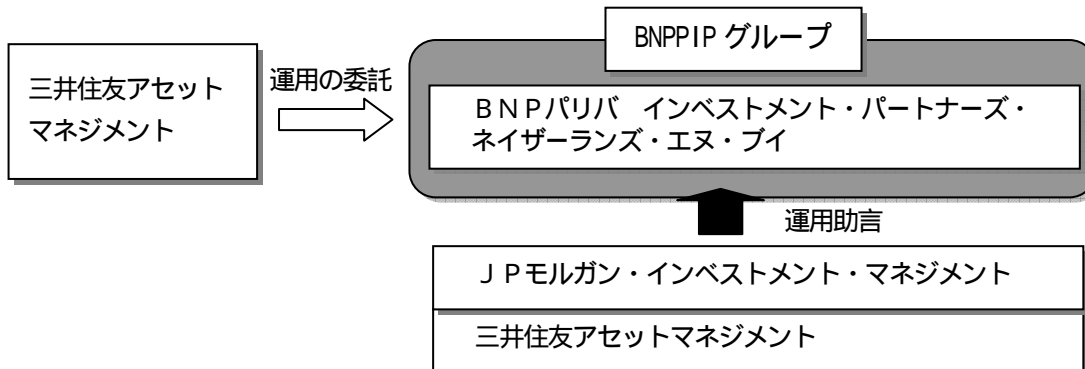 BNPPIP グループ
三井住友アセット
マネジメント
運用の委託
ＢＮＰパリバ　インベストメント・パートナーズ・
ネイザーランズ・エヌ・ブイ
運用助言
ＪＰモルガン・インベストメント・マネジメント
三井住友アセットマネジメント